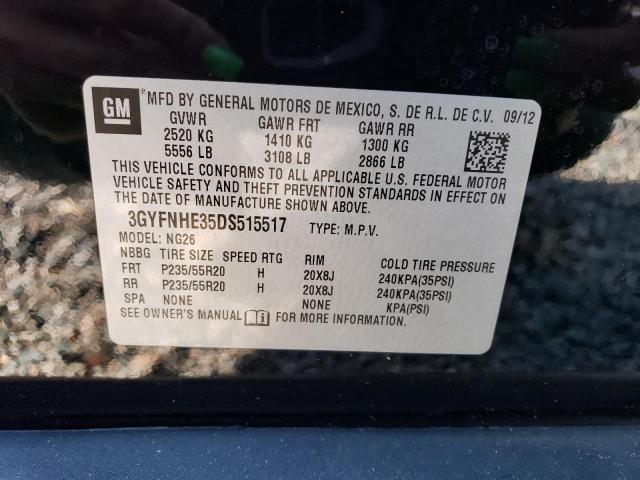 GM
MFD BY GENERAL MOTORS DE MEXICO, S. DE R.L. DE C.V. 09/12
GVWR GAWR FRT GAWR RR
2520 KG 1410 KG 1300 KG
5556 LB 3108 LB 2866 LB
THIS VEHICLE CONFORMS TO ALL APPLICABLE U.S. FEDERAL MOTOR
VEHICLE SAFETY AND THEFT PREVENTION STANDARDS IN EFFECT ON
THE DATE OF MANUFACTURE SHOWN ABOVE.
3GYFNHE35DS515517 TYPE: M.P.V.
MODEL: NG26
NBBG TIRE SIZE SPEED RTG RIM COLD TIRE PRESSURE
FRT P235/55R20 H 20X8J 240KPA(35PSI)
RR P235/55R20 H 20X8J 240KPA(35PSI)
SPA NONE NONE KPA(PSI)
SEE OWNER'S MANUAL FOR MORE INFORMATION.